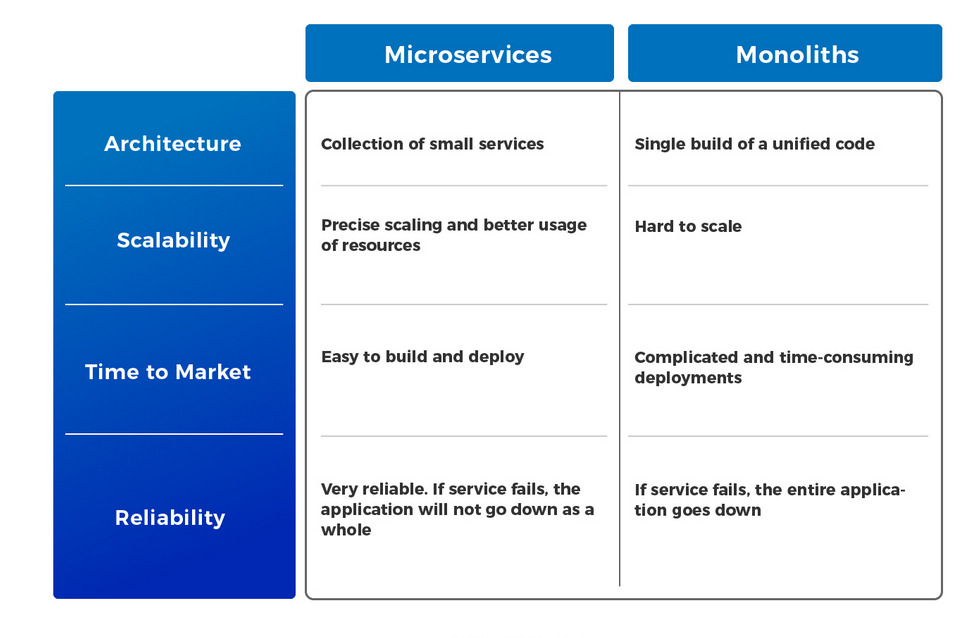 Microservices
Monoliths
Architecture
Collection of small services
Single build of a unified code
Scalability
Precise scaling and better usage
of resources
Hard to scale
Time to Market
Easy to build and deploy
Complicated and time-consuming
deployments
Reliability
Very reliable. If service fails, the
application will not go down as a
whole
If service fails, the entire applica-
tion goes down